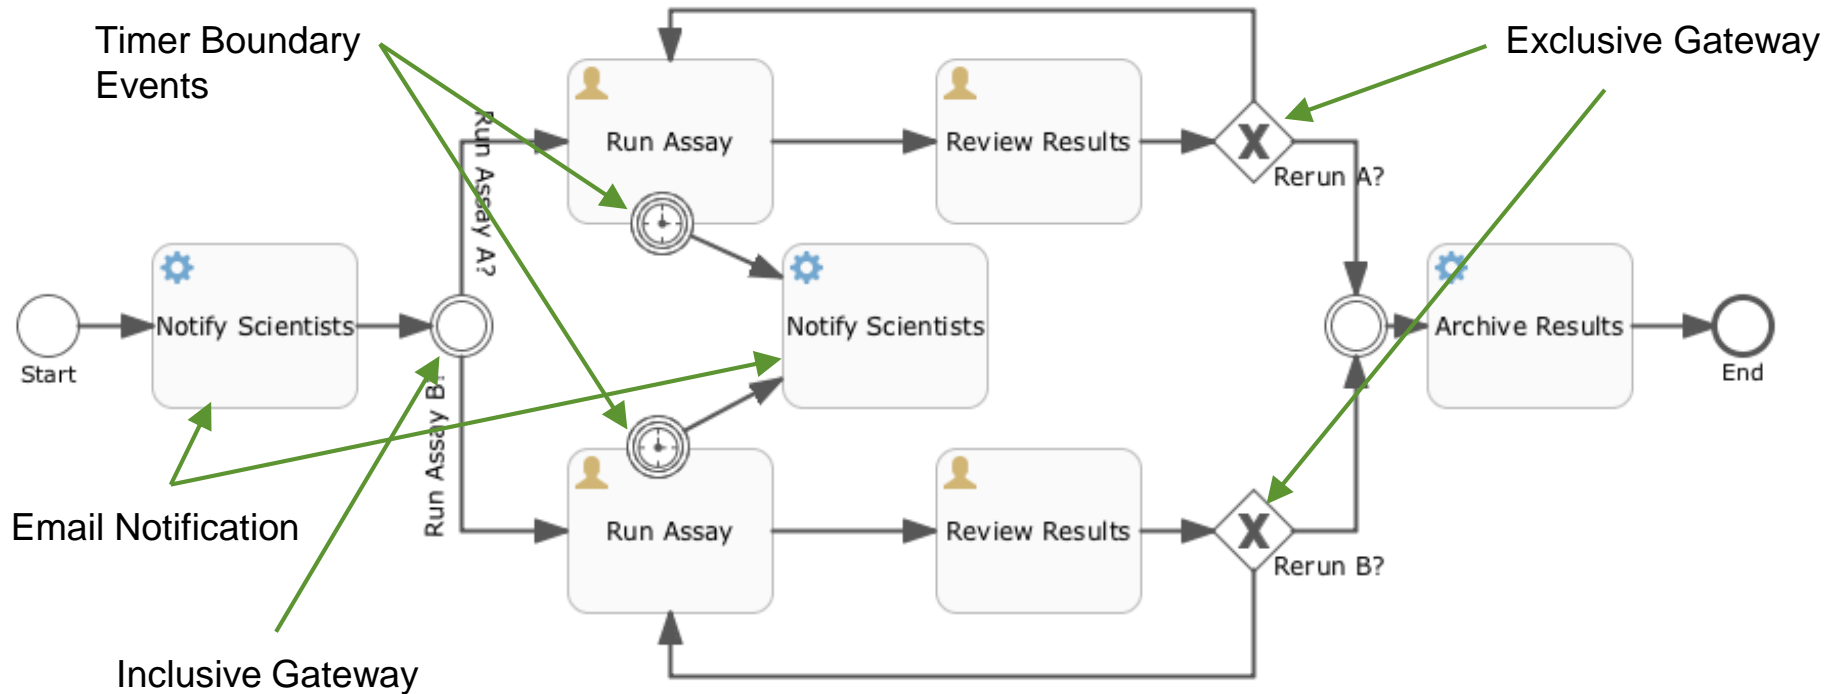 Timer Boundary
Events
Exclusive Gateway
Run Assay
Review Results
Rerun A?
Run Assay A?
Notify Scientists
Notify Scientists
Archive Results
Start
End
Run Assay B?
Run Assay
Review Results
Rerun B?
Email Notification
Inclusive Gateway